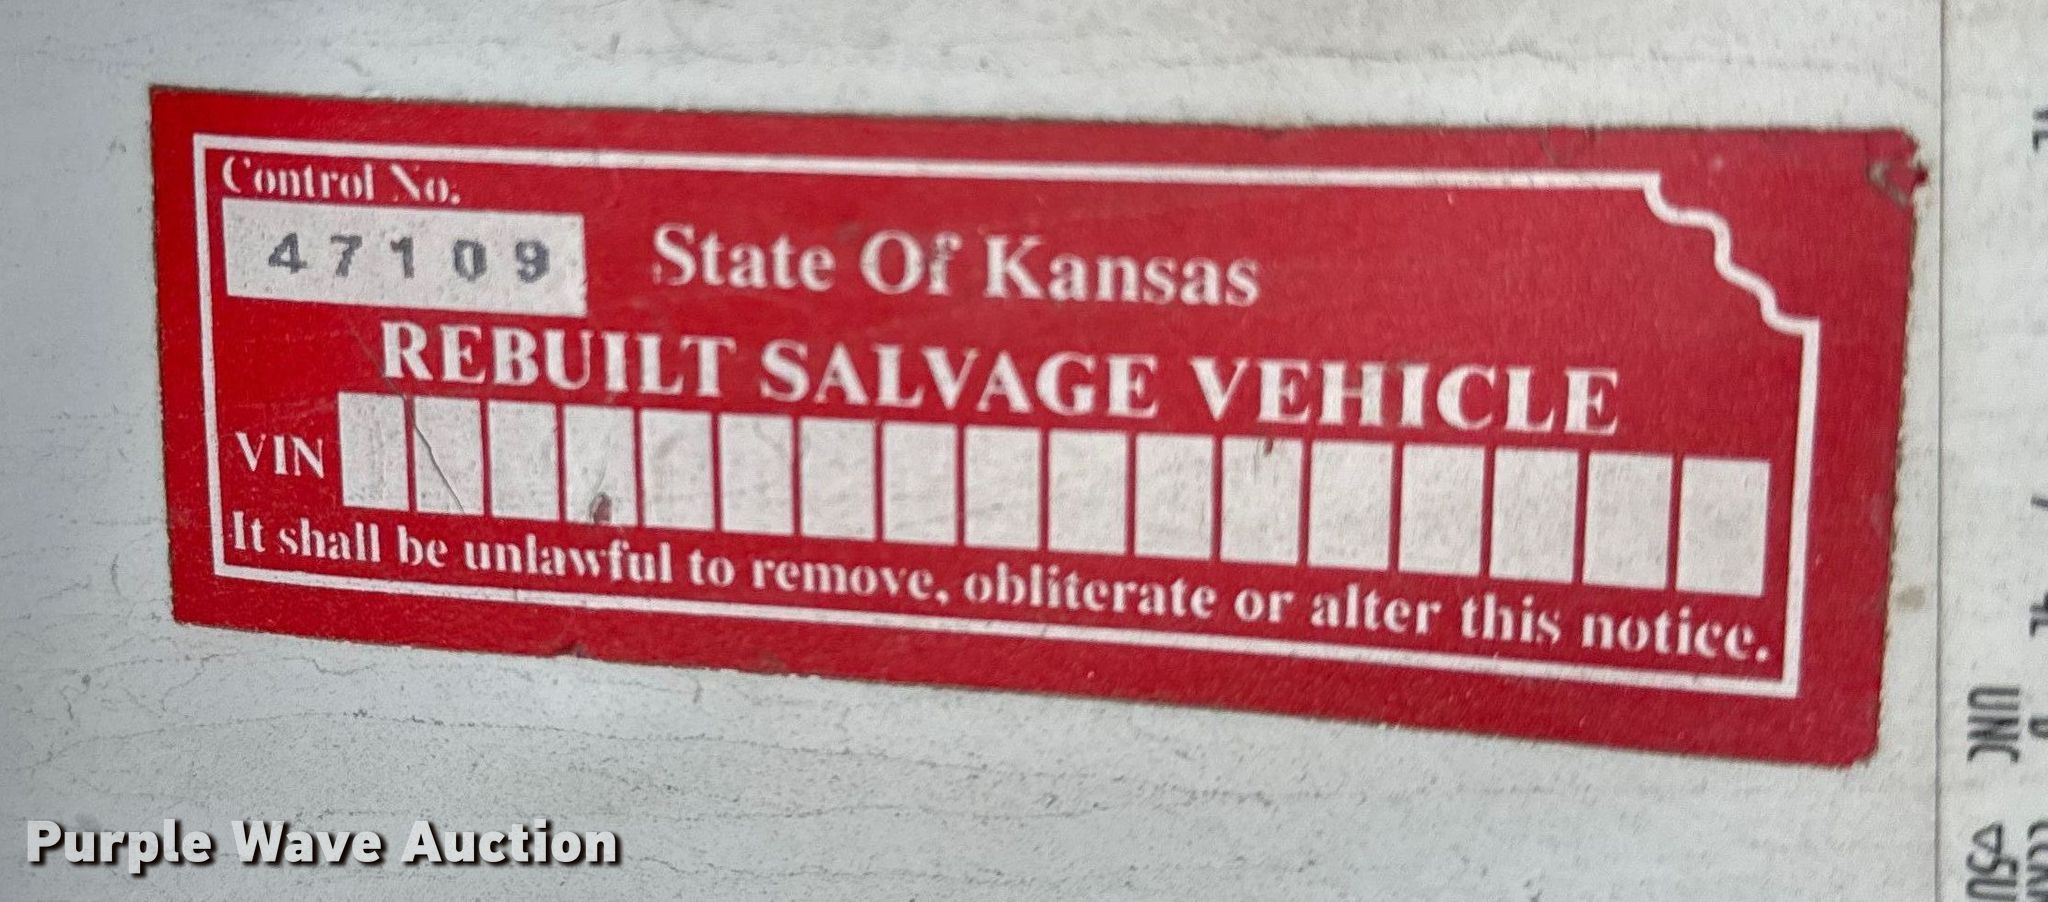 Control No.
47109
State Of Kansas
REBUILT SALVAGE VEHICLE
VIN
It shall be unlawful to remove, obliterate or alter this notice.
Purple Wave Auction